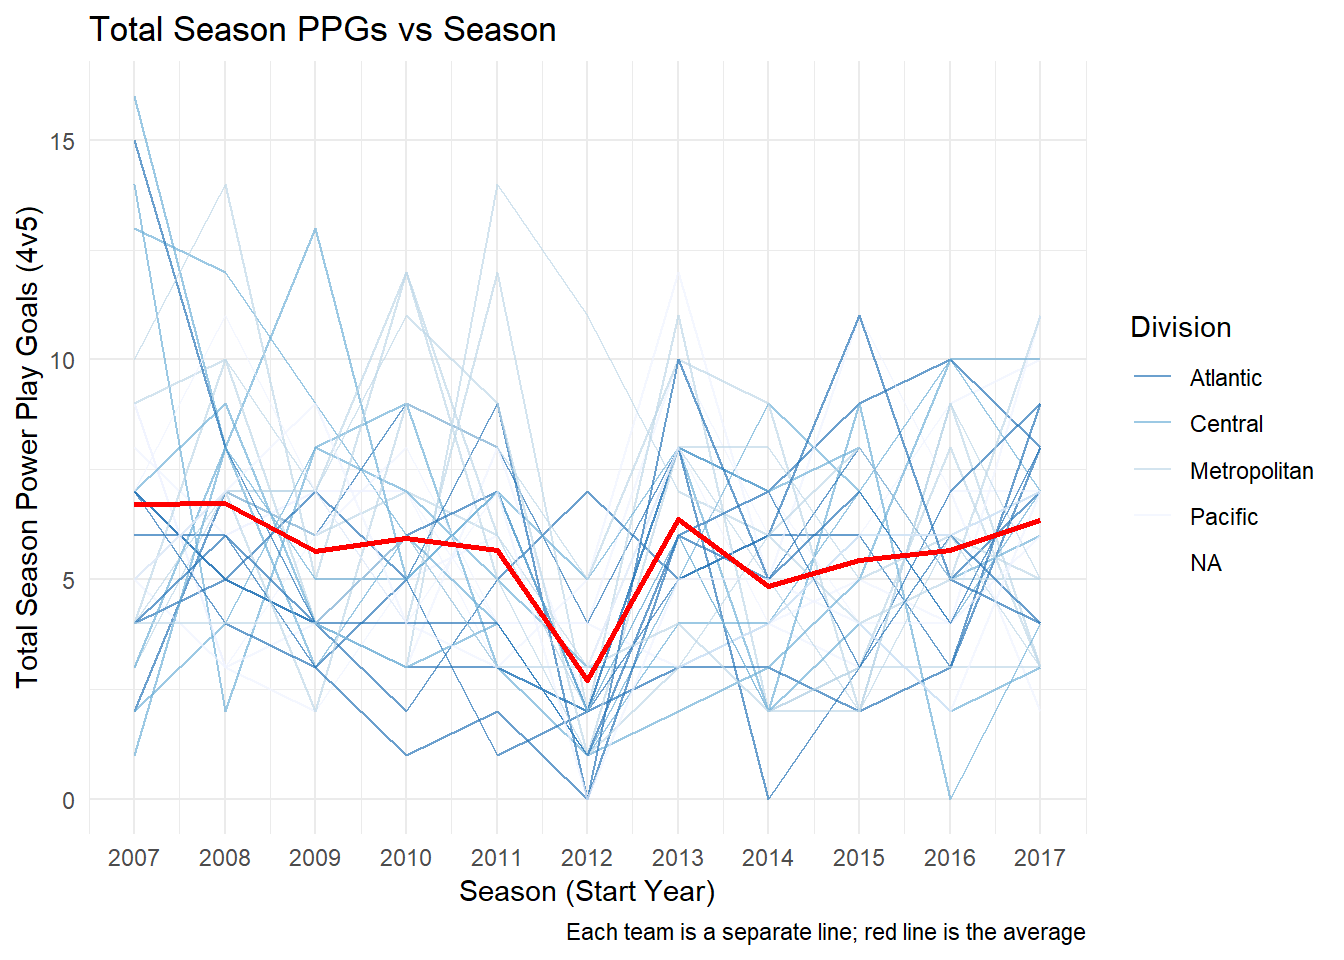 Total Season PPGs vs Season
Total Season Power Play Goals (4v5)
15
10
5
0
2007 2008 2009 2010 2011 2012 2013 2014 2015 2016 2017
Season (Start Year)
Each team is a separate line; red line is the average
Division
Atlantic
Central
Metropolitan
Pacific
NA